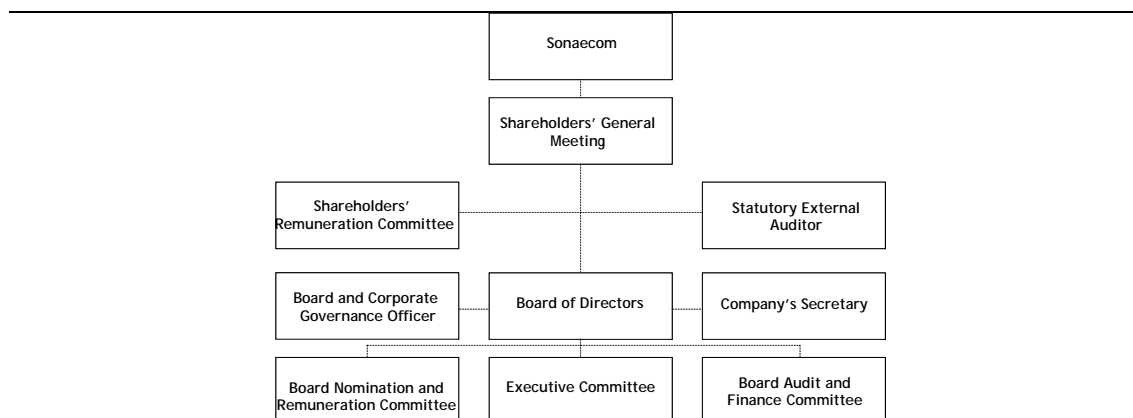 Sonaecom
Shareholders' General
Meeting
Shareholders'
Remuneration Committee
Statutory External
Auditor
Board and Corporate
Governance Officer
Board of Directors
Company's Secretary
Board Nomination and
Remuneration Committee
Executive Committee
Board Audit and
Finance Committee